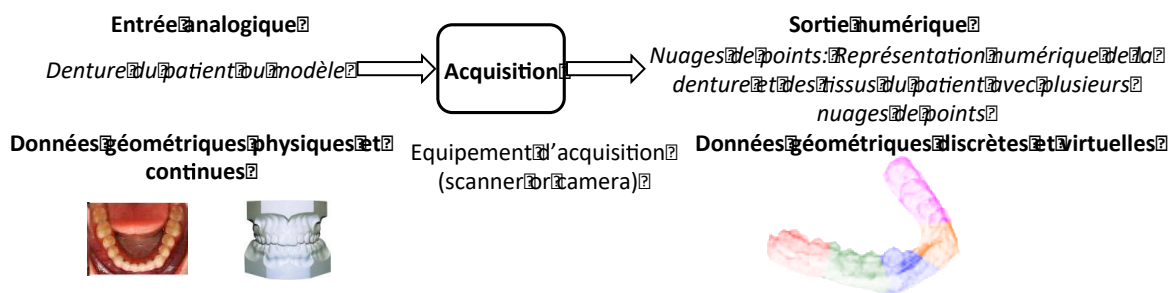 Entrée analogique
Denture du patient ou modèle
Données géométriques physiques et
continues
Acquisition
Equipement d’acquisition
(scanner or camera)
Sortie numérique
Nuages de points: Représentation numérique de la
denture et des tissus du patient avec plusieurs
nuages de points
Données géométriques discrètes et virtuelles